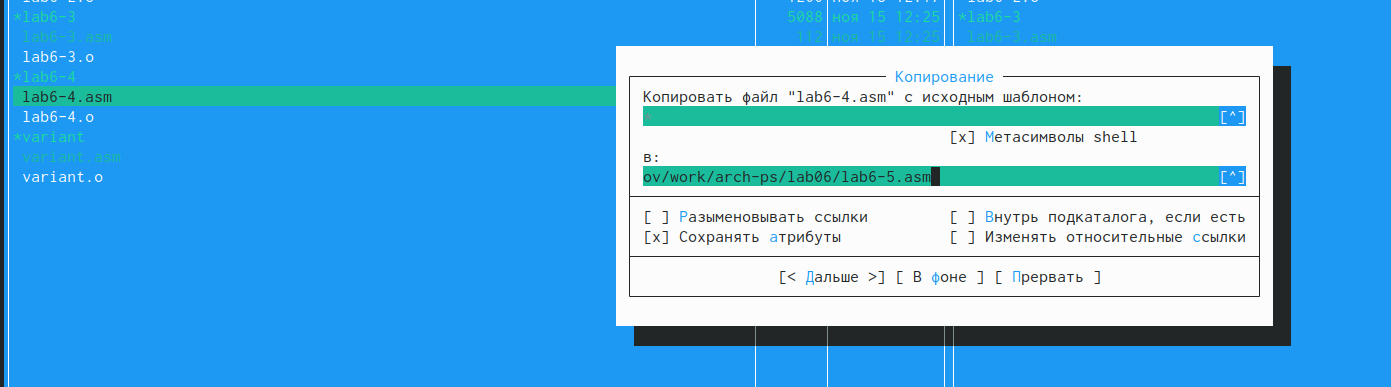 *lab6-3
5088 ноя 15 12:25
*lab6-3
lab6-3.asm
112 ноя 15 12:25
lab6-3.asm
lab6-3.o
*lab6-4
lab6-4.asm
lab6-4.o
*variant
variant.asm
variant.o
Копирование
Копировать файл "lab6-4.asm" с исходным шаблоном:
* [^]
[x] Метасимволы shell
в:
ov/work/arch-ps/lab06/lab6-5.asm [^]
[ ] Разыменовывать ссылки [ ] Внутрь подкаталога, если есть
[x] Сохранять атрибуты [ ] Изменять относительные ссылки
[< Дальше >] [ В фоне ] [ Прервать ]